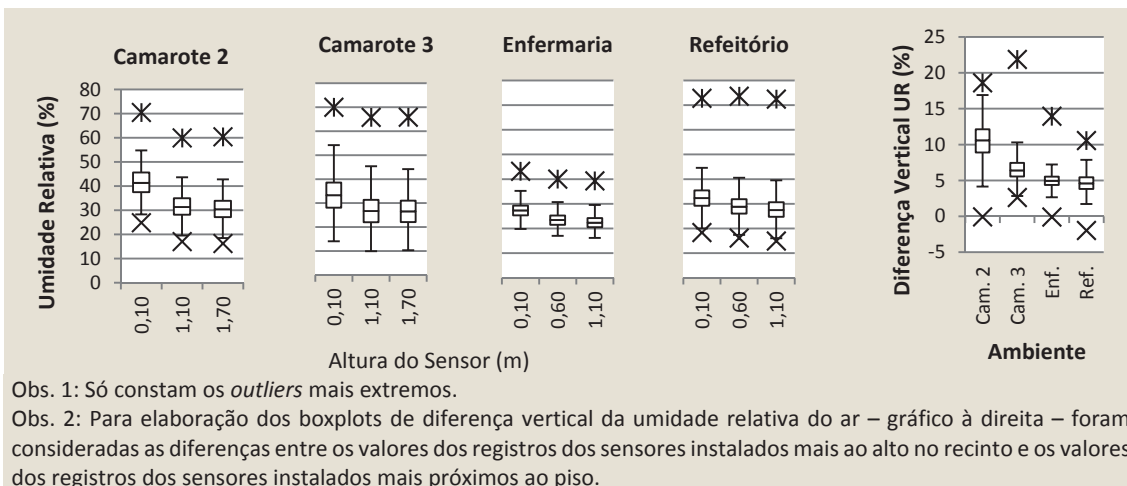 Camarote 2
Camarote 3
Enfermaria
Refeitório
Umidade Relativa (%)
80
70
60
50
40
30
20
10
0
0,10
1,10
1,70
0,10
1,10
1,70
0,10
0,60
1,10
0,10
0,60
1,10
Altura do Sensor (m)
Diferença Vertical UR (%)
25
20
15
10
5
0
-5
Cam. 2
Cam. 3
Enf.
Ref.
Ambiente
Obs. 1: Só constam os outliers mais extremos.
Obs. 2: Para elaboração dos boxplots de diferença vertical da umidade relativa do ar – gráfico à direita – foram
consideradas as diferenças entre os valores dos registros dos sensores instalados mais ao alto no recinto e os valores
dos registros dos sensores instalados mais próximos ao piso.